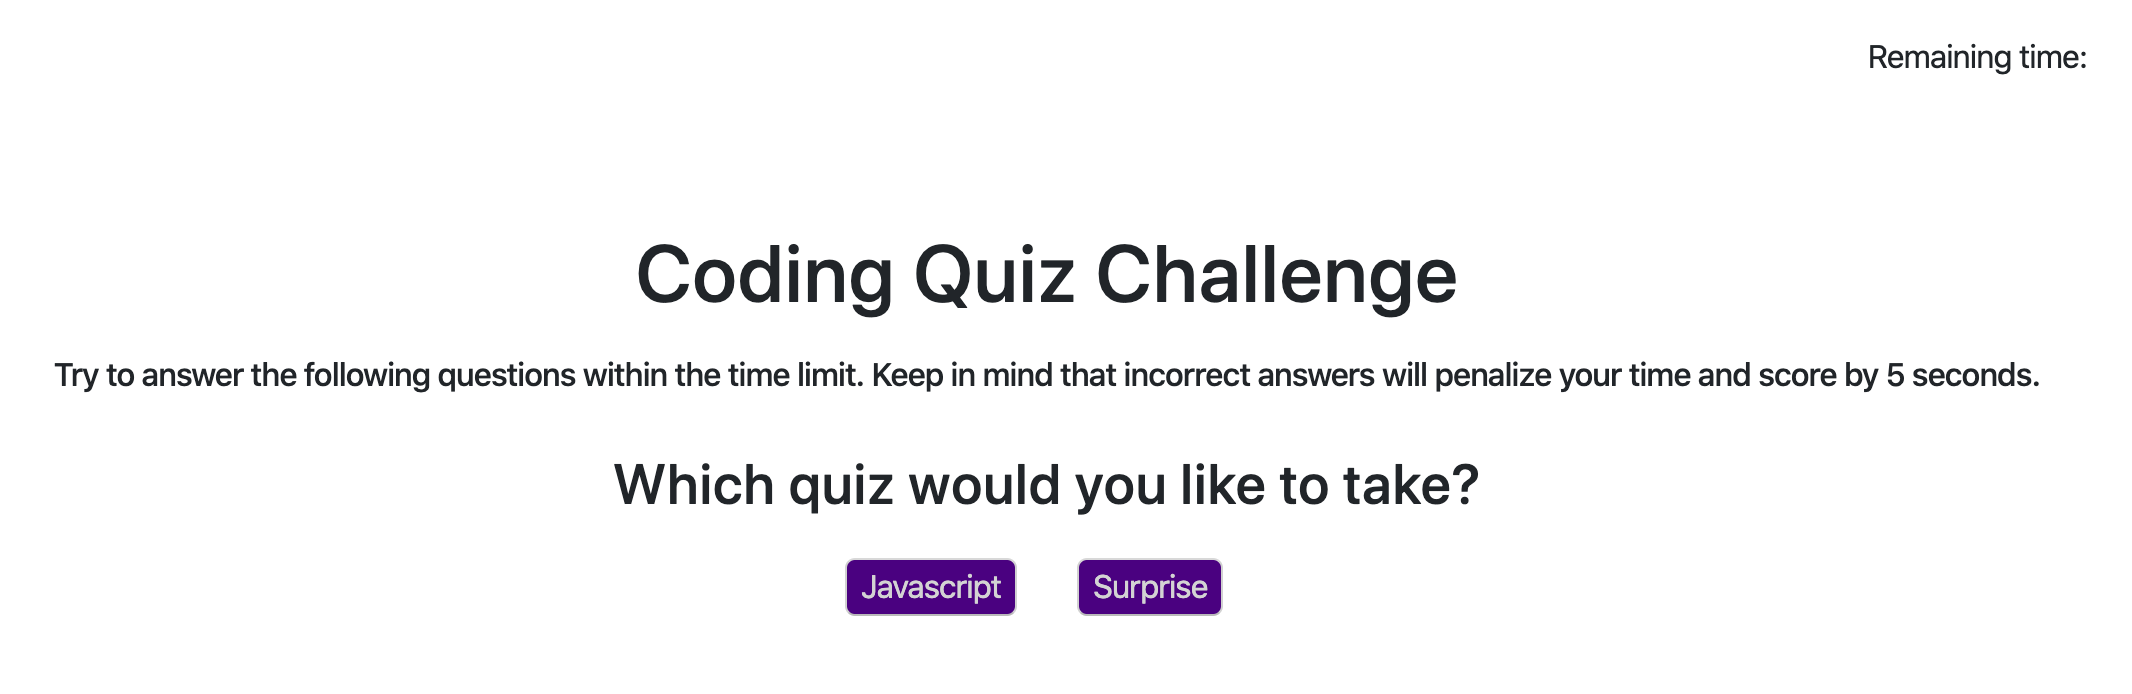 Remaining time:
Coding Quiz Challenge
Try to answer the following questions within the time limit. Keep in mind that incorrect answers will penalize your time and score by 5 seconds.
Which quiz would you like to take?
Javascript Surprise